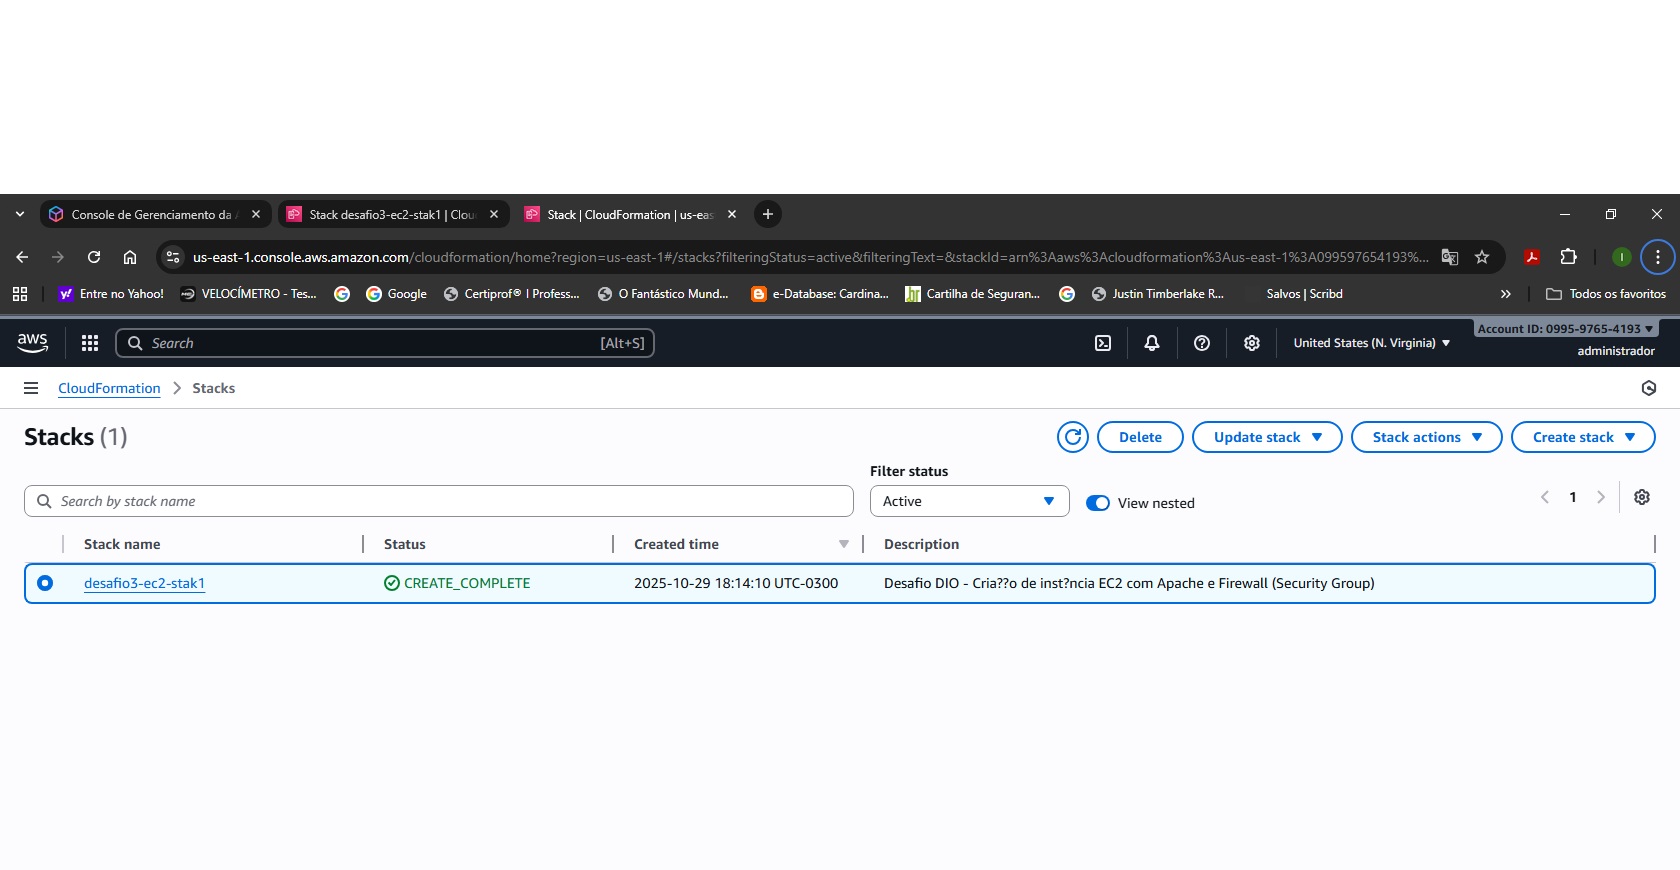 Console de Gerenciamento da
Stack desafio3-ec2-stak1 | Clou
Stack | CloudFormation | us-eas
us-east-1.console.aws.amazon.com/cloudformation/home?region=us-east-1#/stacks?filteringStatus=active&filteringText=&stackId=arn%3Aaws%3Acloudformation%3Aus-east-1%3A099597654193%...
Entre no Yahoo!
VELOCÍMETRO - Tes...
Google
Certiprof® I Profess...
O Fantástico Mund...
e-Database: Cardina...
Cartilha de Seguran...
Justin Timberlake R...
Salvos | Scribd
Todos os favoritos
aws
Search
[Alt+S]
United States (N. Virginia)
Account ID: 0995-9765-4193
administrador
CloudFormation
Stacks
Stacks (1)
Delete
Update stack
Stack actions
Create stack
Filter status
Search by stack name
Active
View nested
1
Stack name
Status
Created time
Description
desafio3-ec2-stak1
CREATE_COMPLETE
2025-10-29 18:14:10 UTC-0300
Desafio DIO - Cria??o de inst?ncia EC2 com Apache e Firewall (Security Group)